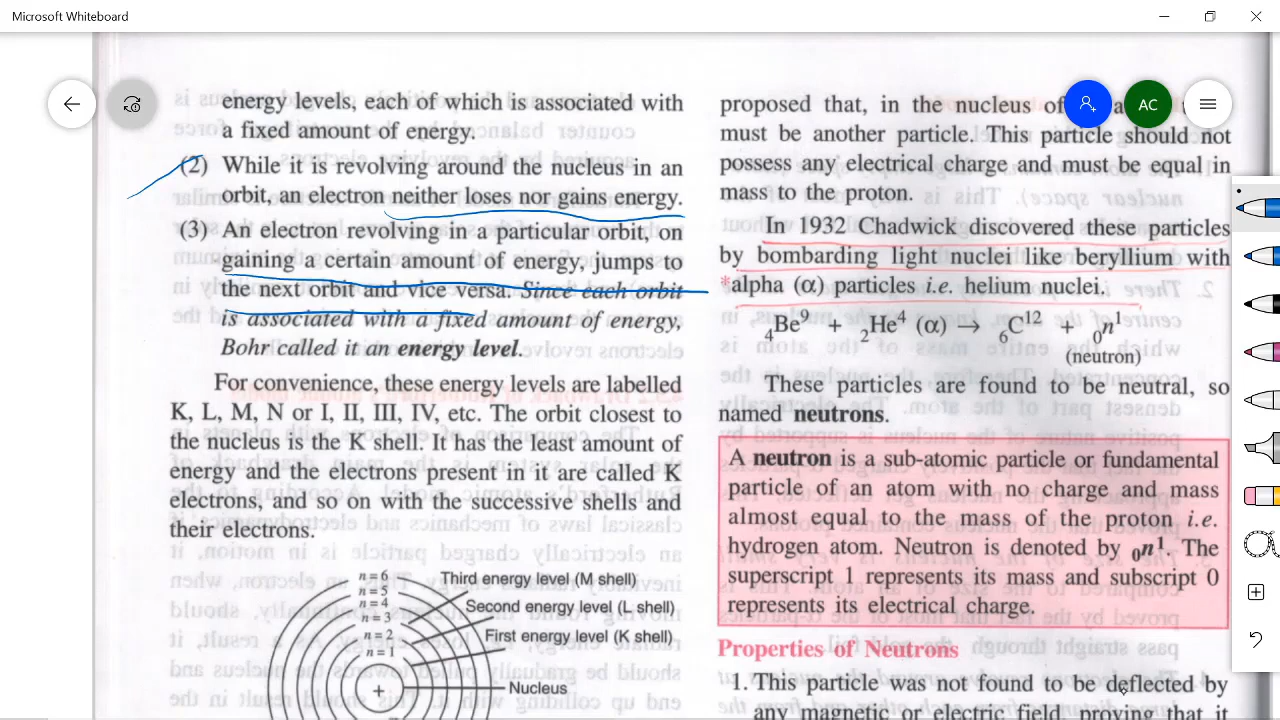 Microsoft Whiteboard
AC
energy levels, each of which is associated with
a fixed amount of energy.
(2) While it is revolving around the nucleus in an
orbit, an electron neither loses nor gains energy.
(3) An electron revolving in a particular orbit, on
gaining a certain amount of energy, jumps to
the next orbit and vice versa. Since each orbit
is associated with a fixed amount of energy,
Bohr called it an energy level.
For convenience, these energy levels are labelled
K, L, M, N or I, II, III, IV, etc. The orbit closest to
the nucleus is the K shell. It has the least amount of
energy and the electrons present in it are called K
electrons, and so on with the successive shells and
their electrons.
n = 6
n = 5
n = 4
n = 3
n = 2
n = 1
Third energy level (M shell)
Second energy level (L shell)
First energy level (K shell)
Nucleus
+
proposed that, in the nucleus of
must be another particle. This particle should not
possess any electrical charge and must be equal in
mass to the proton.
In 1932 Chadwick discovered these particles
by bombarding light nuclei like beryllium with
*alpha (α) particles i.e. helium nuclei.
₄Be⁹ + ₂He⁴ (α) → ₆C¹² + ₀n¹
(neutron)
These particles are found to be neutral, so
named neutrons.
A neutron is a sub-atomic particle or fundamental
particle of an atom with no charge and mass
almost equal to the mass of the proton i.e.
hydrogen atom. Neutron is denoted by ₀n¹. The
superscript 1 represents its mass and subscript 0
represents its electrical charge.
Properties of Neutrons
1. This particle was not found to be deflected by
any magnetic or electric field, proving that it